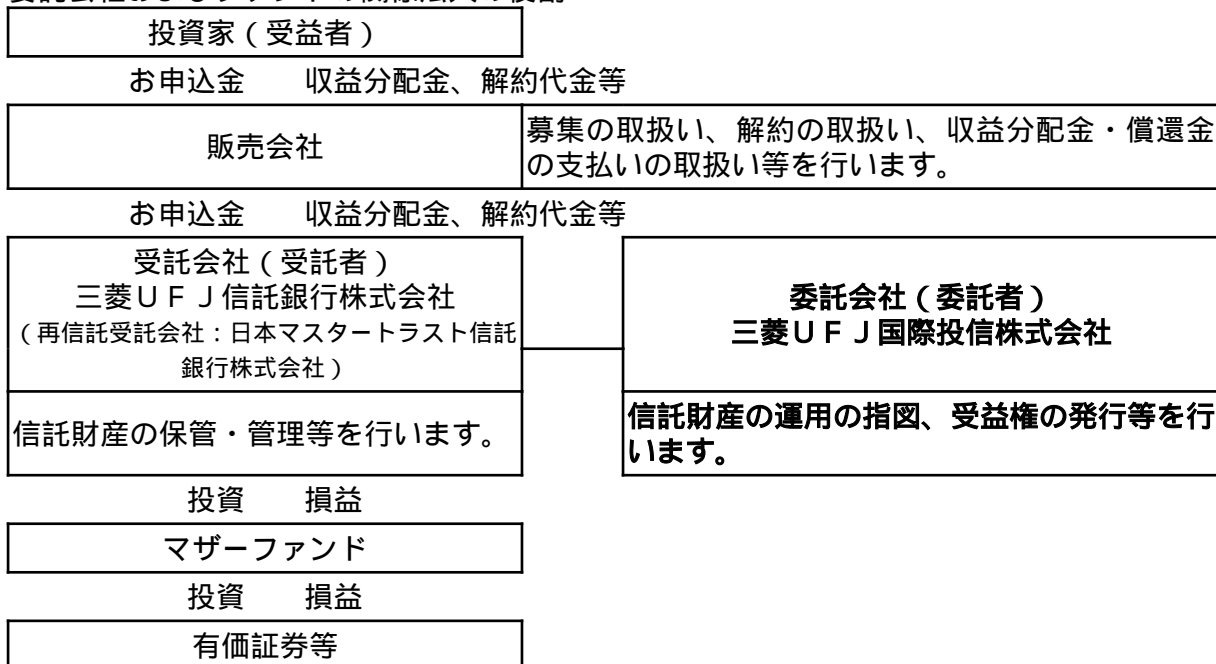 投資家（受益者）
お申込金　　収益分配金、解約代金等
販売会社
募集の取扱い、解約の取扱い、収益分配金・償還金
の支払いの取扱い等を行います。
お申込金　　収益分配金、解約代金等
受託会社（受託者）
三菱ＵＦＪ信託銀行株式会社
（再信託受託会社：日本マスタートラスト信託
銀行株式会社）
委託会社（委託者）
三菱ＵＦＪ国際投信株式会社
信託財産の保管・管理等を行います。
信託財産の運用の指図、受益権の発行等を行
います。
投資　　損益
マザーファンド
投資　　損益
有価証券等